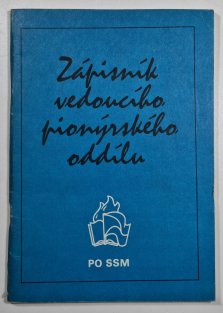 Zápisník
vedoucího
pionýrského
oddílu
PO SSM